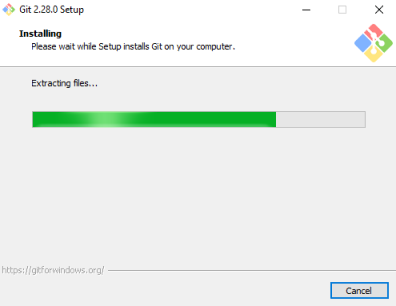 Git 2.28.0 Setup
Installing
Please wait while Setup installs Git on your computer.
Extracting files...
https://gitforwindows.org/
Cancel